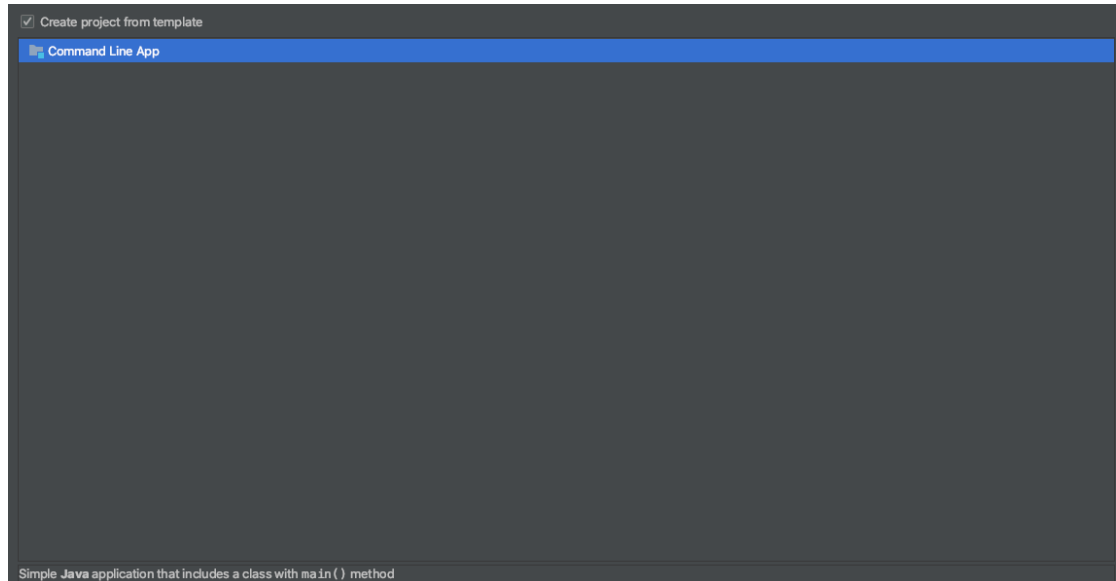 Create project from template
Command Line App
Simple Java application that includes a class with main() method